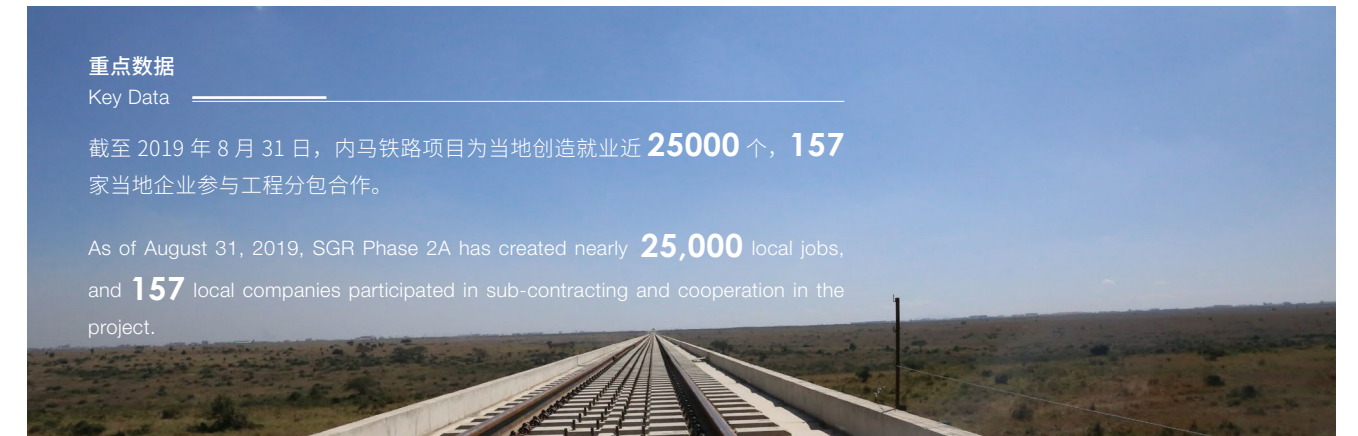 重点数据
Key Data
截至 2019 年 8 月 31 日，内马铁路项目为当地创造就业近 25000 个，157
家当地企业参与工程分包合作。
As of August 31, 2019, SGR Phase 2A has created nearly 25,000 local jobs,
and 157 local companies participated in sub-contracting and cooperation in the
project.